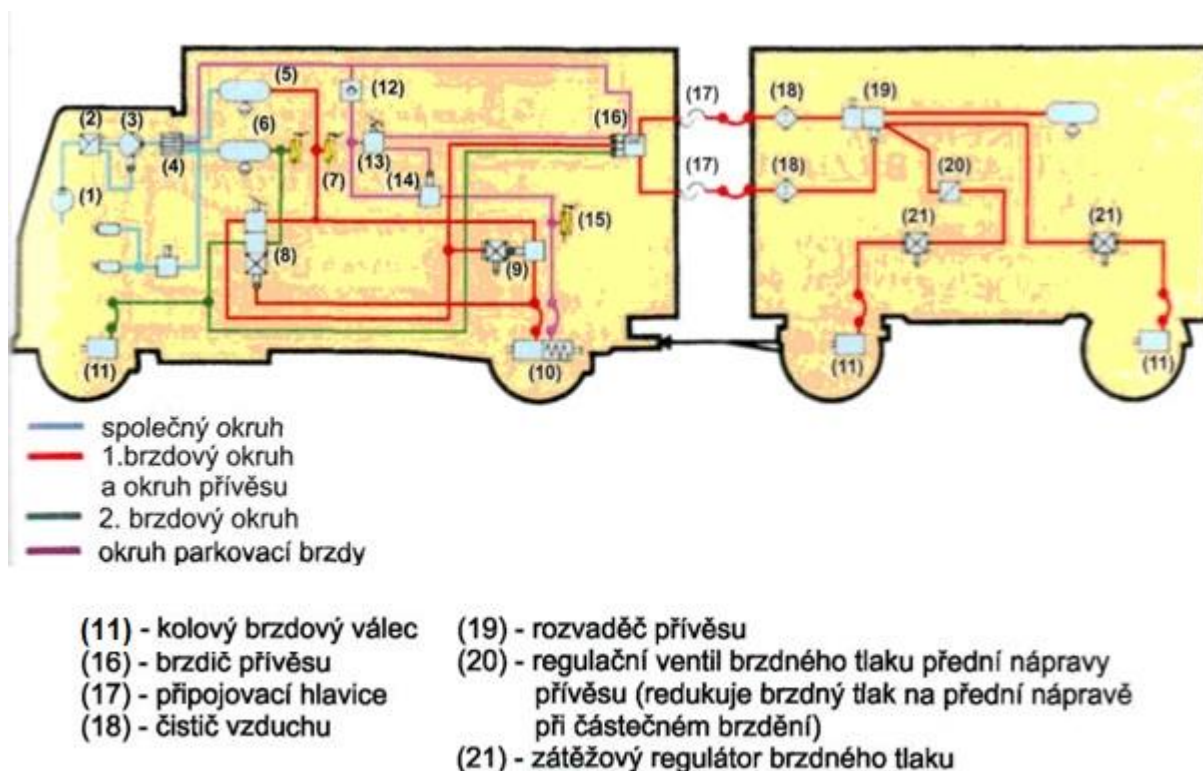 (1)
(2)
(3)
(4)
(5)
(6)
(7)
(8)
(9)
(10)
(11)
(12)
(13)
(14)
(15)
(16)
(17)
(17)
(18)
(18)
(19)
(20)
(21)
(21)
(11)
(11)
společný okruh
1.brzdový okruh
a okruh přívěsu
2. brzdový okruh
okruh parkovací brzdy
(11) - kolový brzdový válec
(16) - brzdič přívěsu
(17) - připojovací hlavice
(18) - čistič vzduchu
(19) - rozvaděč přívěsu
(20) - regulační ventil brzdného tlaku přední nápravy
přívěsu (redukuje brzdný tlak na přední nápravě
při částečném brzdění)
(21) - zátěžový regulátor brzdného tlaku